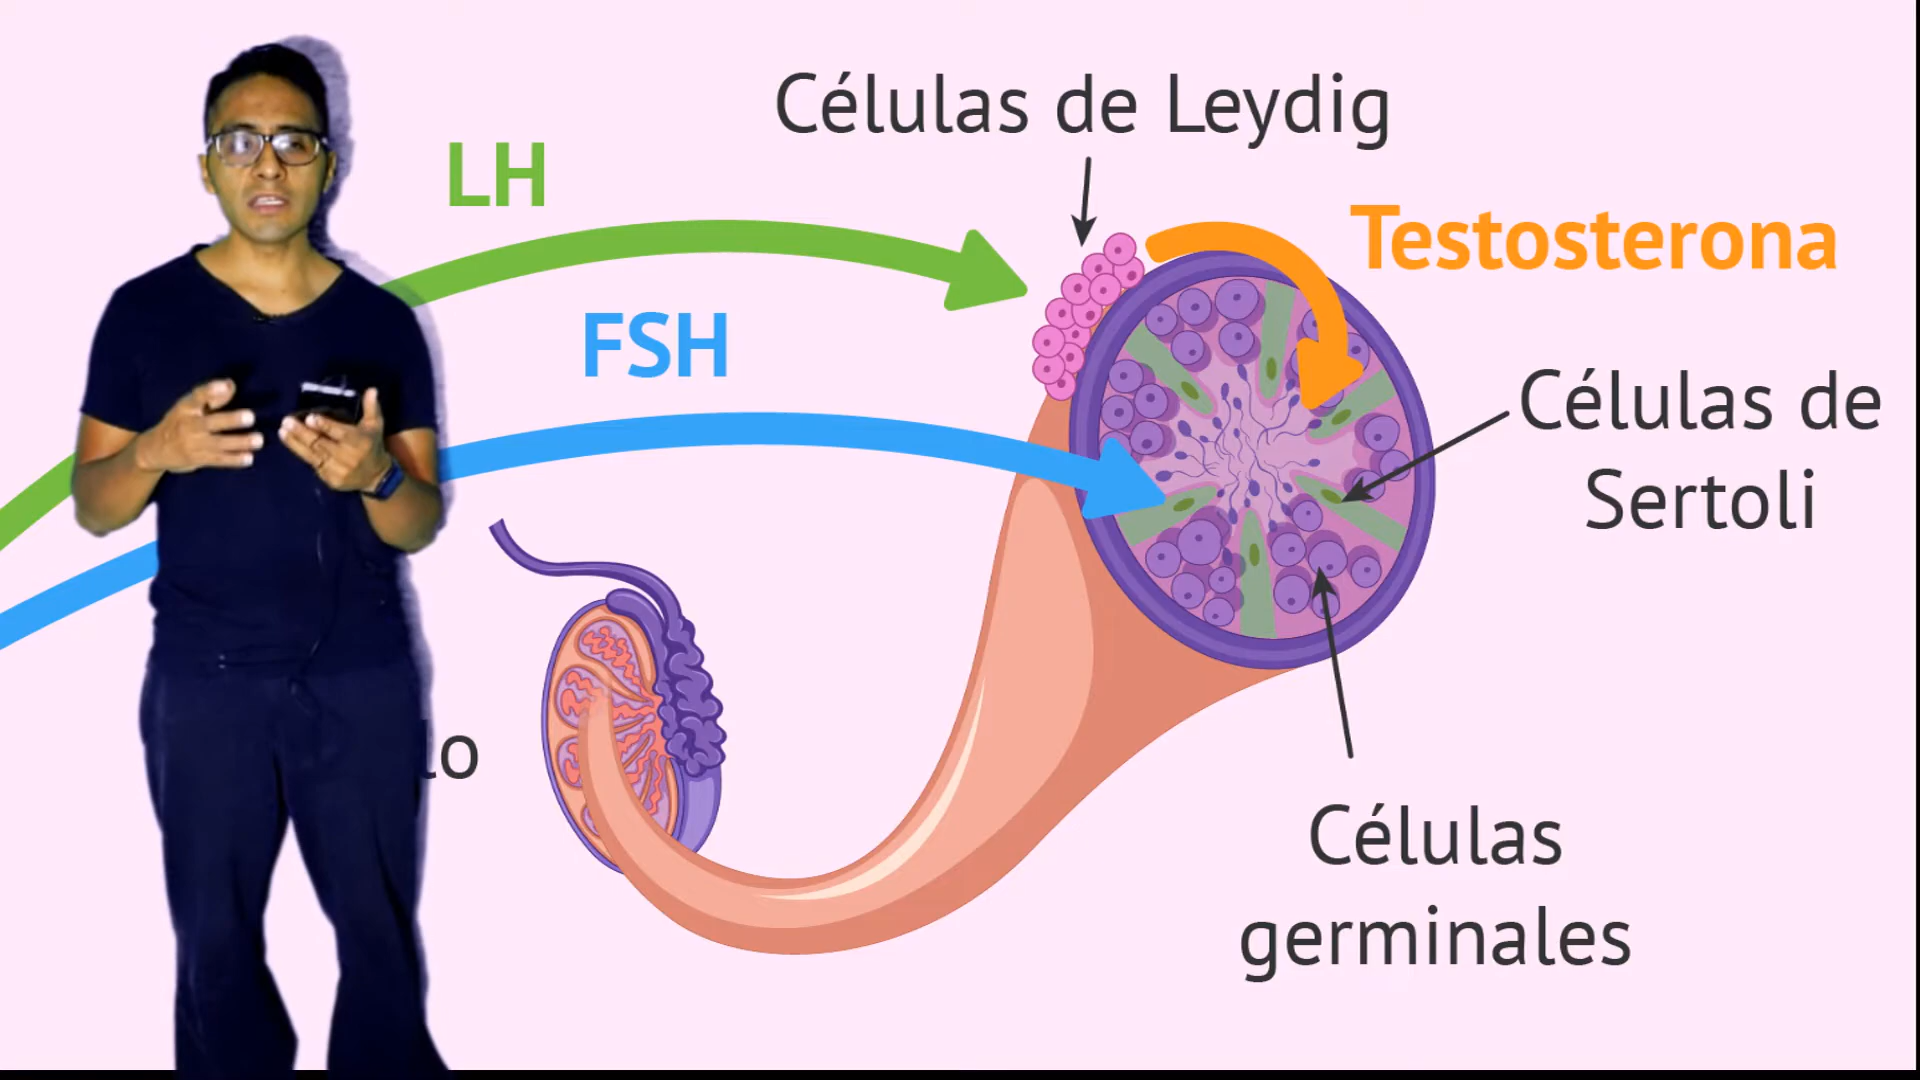 Células de Leydig
LH
Testosterona
FSH
Células de
Sertoli
Células
germinales